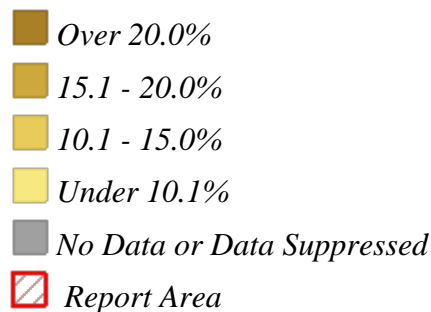 Over 20.0%
15.1 - 20.0%
10.1 - 15.0%
Under 10.1%
No Data or Data Suppressed
Report Area